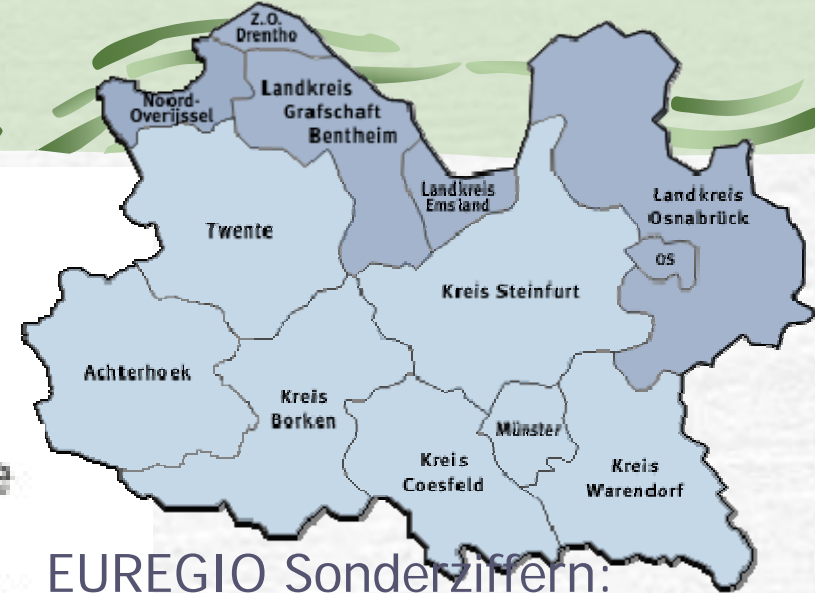 Z.O.
Drentho
Landkreis
Grafschaft
Bentheim
Noord-
Overijssel
Landkreis
Emsland
Landkreis
Osnabrück
OS
Twente
Kreis Steinfurt
Achterhoek
Kreis
Borken
Münster
Kreis
Coesfeld
Kreis
Warendorf
EUREGIO Sonderziffern: